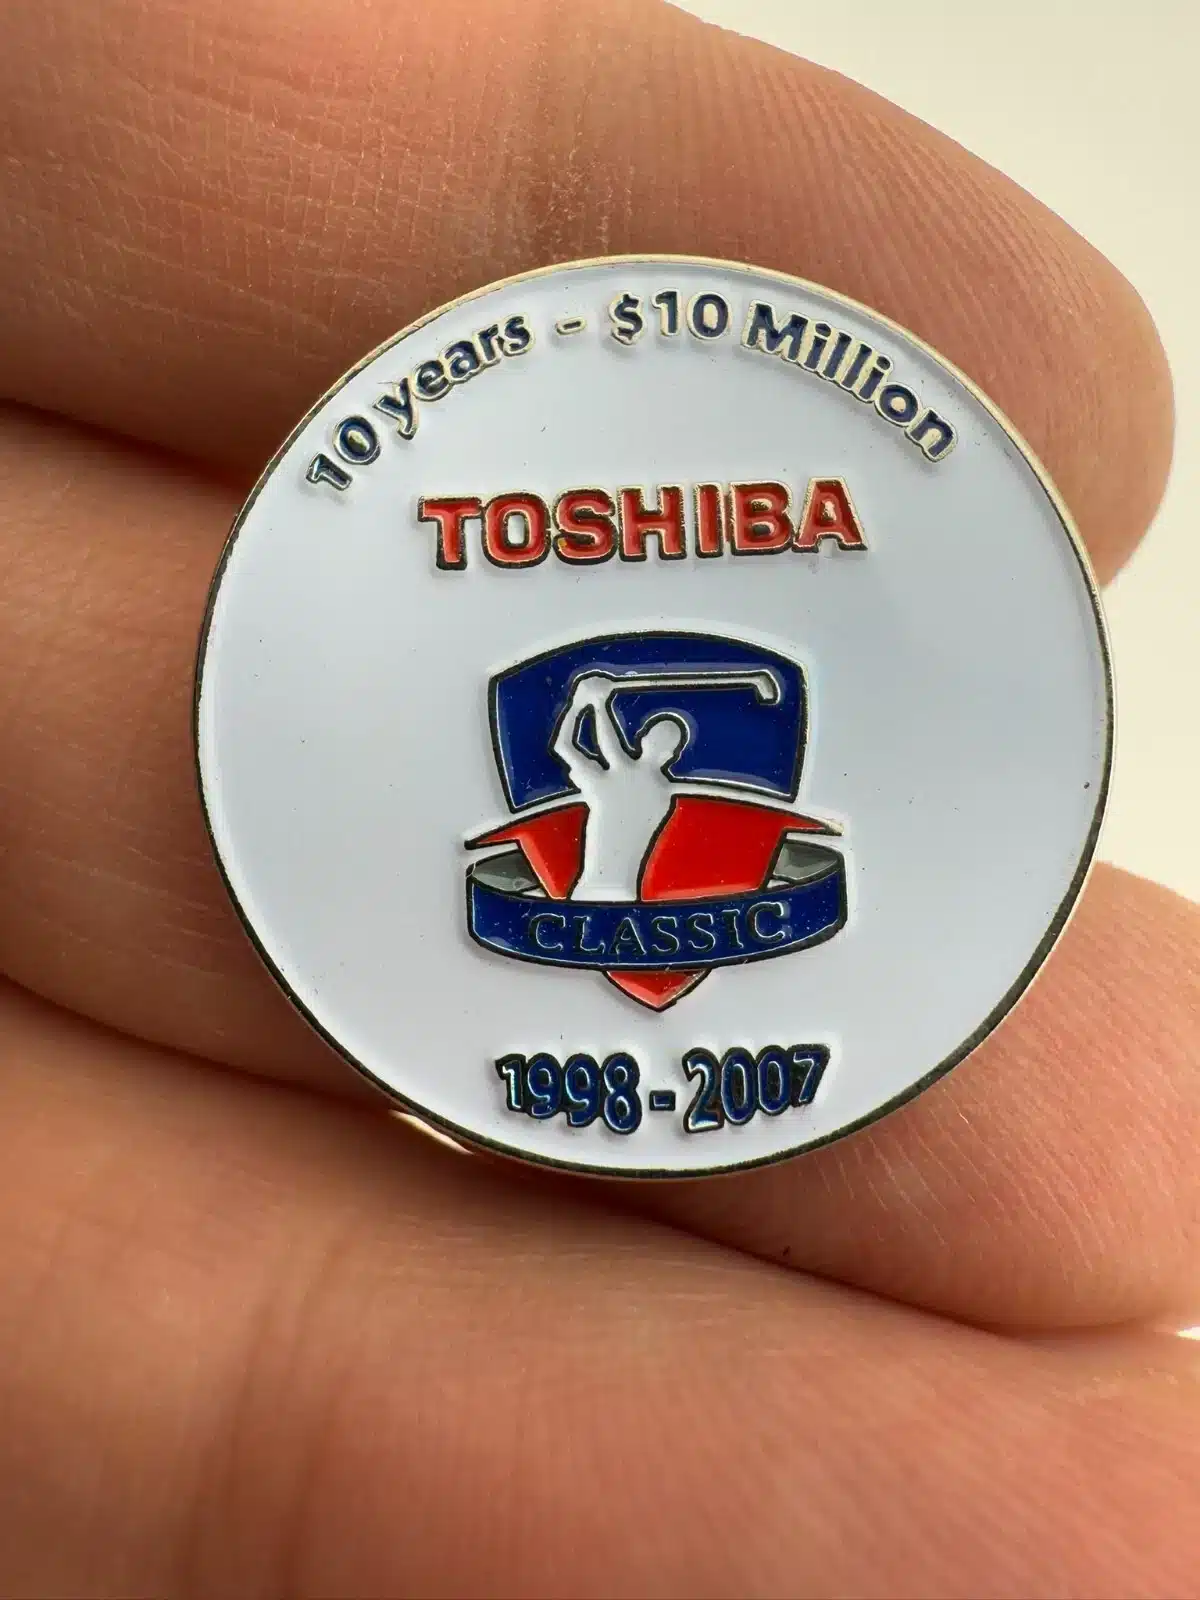 10 years - $10 Million
TOSHIBA
CLASSIC
1998-2007